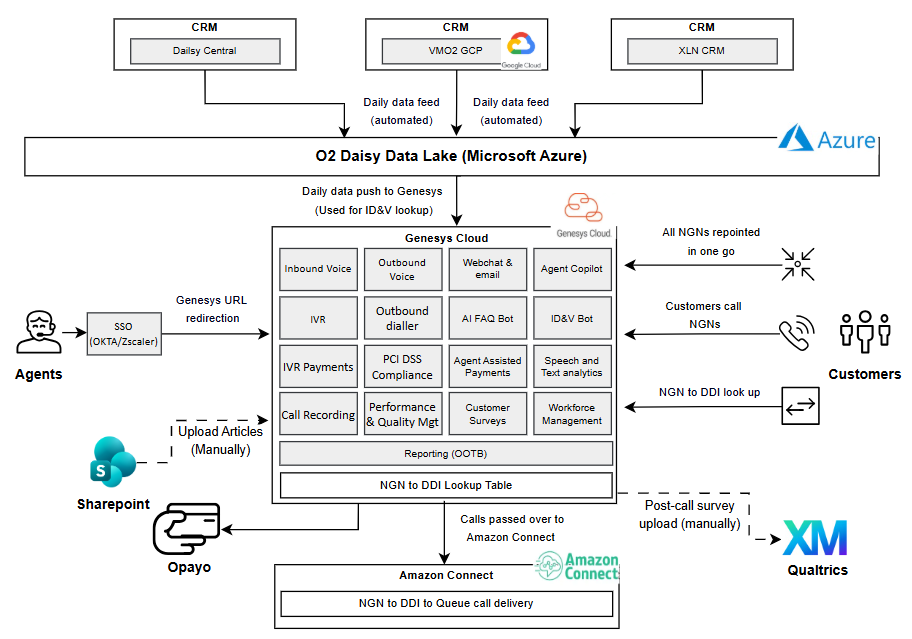 CRM
Dailsy Central
CRM
VMO2 GCP
Google Cloud
CRM
XLN CRM
Daily data feed
(automated)
Daily data feed
(automated)
O2 Daisy Data Lake (Microsoft Azure)
Azure
Daily data push to Genesys
(Used for ID&V lookup)
Genesys Cloud
Genesys Cloud
Inbound Voice
Outbound
Voice
Webchat &
email
Agent Copilot
IVR
Outbound
dialler
AI FAQ Bot
ID&V Bot
IVR Payments
PCI DSS
Compliance
Agent Assisted
Payments
Speech and
Text analytics
Call Recording
Performance
& Quality Mgt
Customer
Surveys
Workforce
Management
Reporting (OOTB)
NGN to DDI Lookup Table
All NGNs repointed
in one go
Customers call
NGNs
NGN to DDI look up
Customers
Agents
SSO
(OKTA/Zscaler)
Genesys URL
redirection
Upload Articles
(Manually)
S
Sharepoint
Opayo
Calls passed over to
Amazon Connect
Post-call survey
upload (manually)
XM
Qualtrics
Amazon Connect
Amazon
Connect
NGN to DDI to Queue call delivery